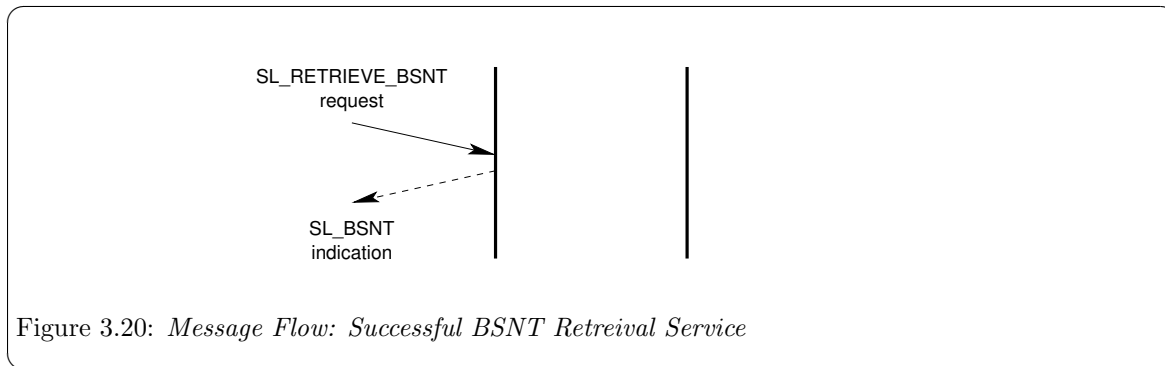 SL_RETRIEVE_BSNT
request
SL_BSNT
indication
Figure 3.20: Message Flow: Successful BSNT Retreival Service